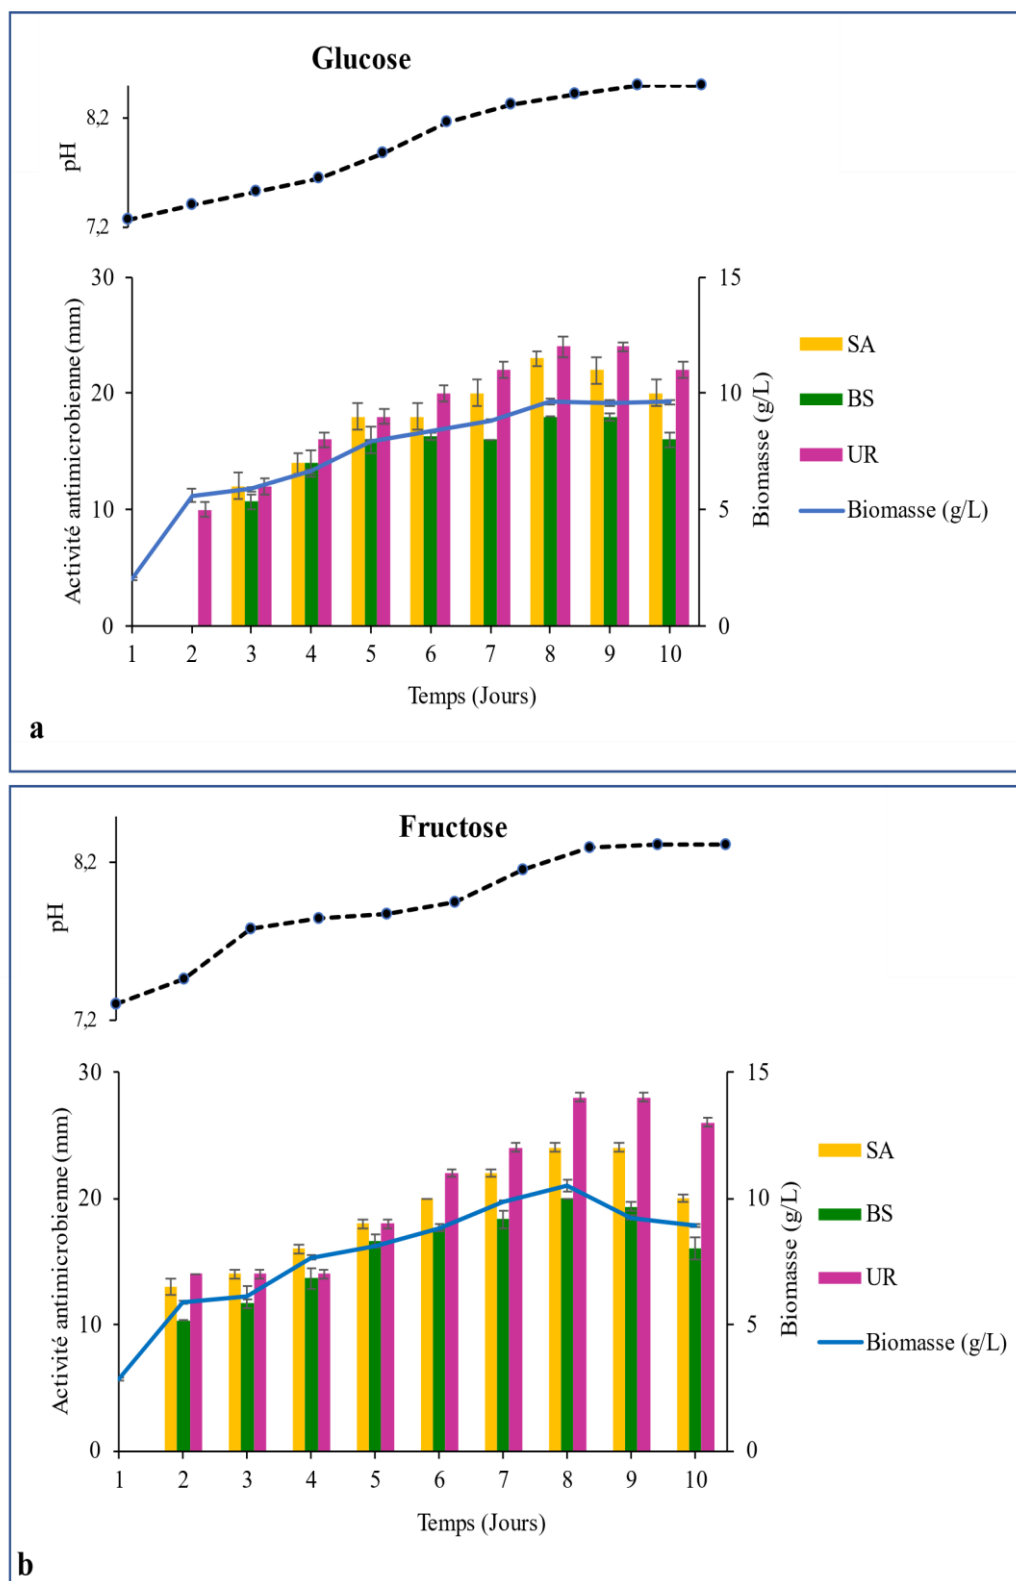 Glucose
8,2
pH
7,2
30
15
Activité antimicrobienne (mm)
Biomasse (g/L)
20
10
10
5
0
0
1 2 3 4 5 6 7 8 9 10
Temps (Jours)
SA
BS
UR
Biomasse (g/L)
a
Fructose
8,2
pH
7,2
30
15
Activité antimicrobienne (mm)
Biomasse (g/L)
20
10
10
5
0
0
1 2 3 4 5 6 7 8 9 10
Temps (Jours)
SA
BS
UR
Biomasse (g/L)
b